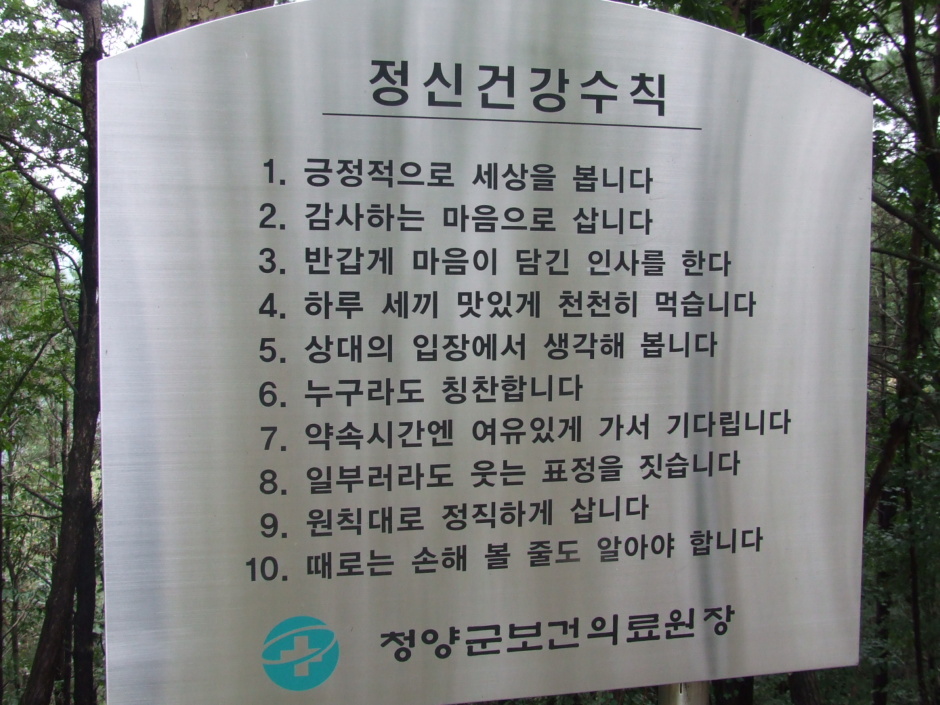 정신건강수칙
1. 긍정적으로 세상을 봅니다
2. 감사하는 마음으로 삽니다
3. 반갑게 마음이 담긴 인사를 한다
4. 하루 세끼 맛있게 천천히 먹습니다
5. 상대의 입장에서 생각해 봅니다
6. 누구라도 칭찬합니다
7. 약속시간엔 여유있게 가서 기다립니다
8. 일부러라도 웃는 표정을 짓습니다
9. 원칙대로 정직하게 삽니다
10. 때로는 손해 볼 줄도 알아야 합니다
청양군보건의료원장